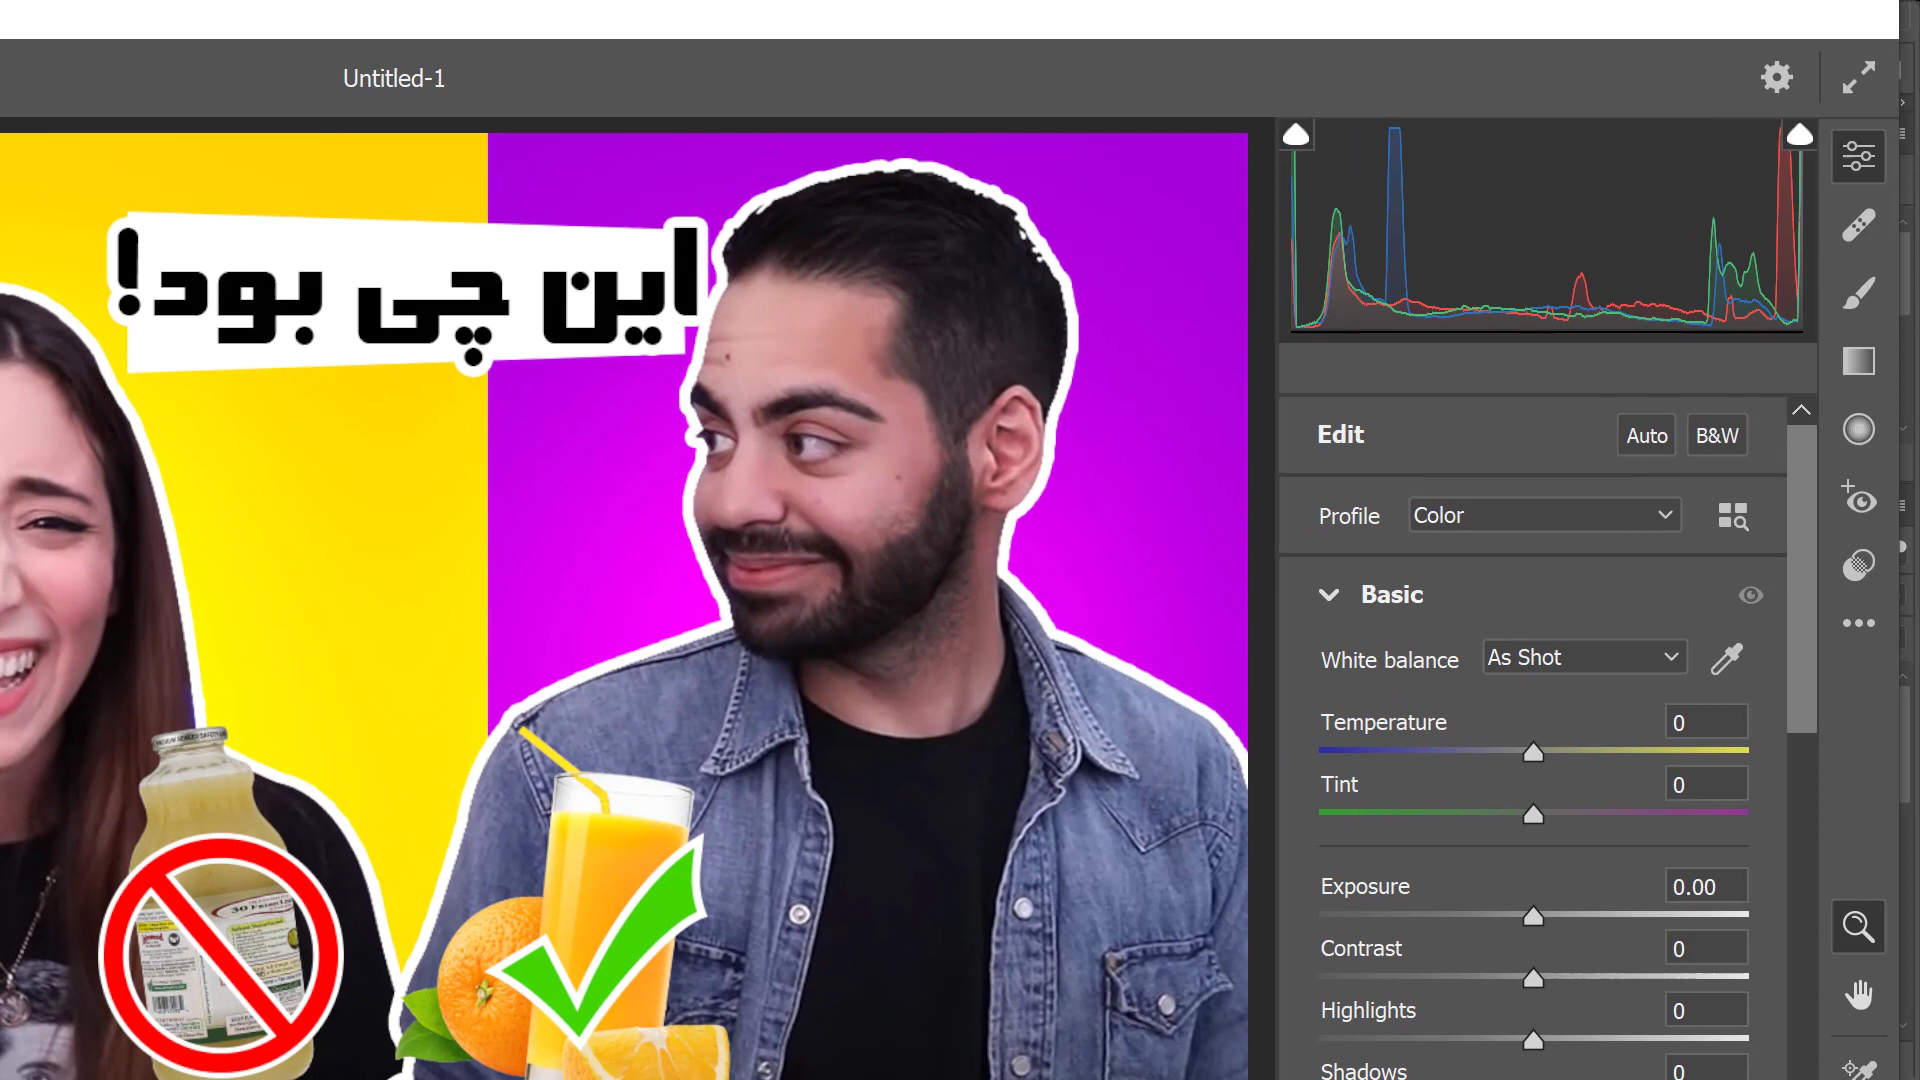 Untitled-1
این چی بود!
Edit
Auto
B&W
Profile
Color
Basic
White balance
As Shot
Temperature
0
Tint
0
Exposure
0.00
Contrast
0
Highlights
0
Shadows
0